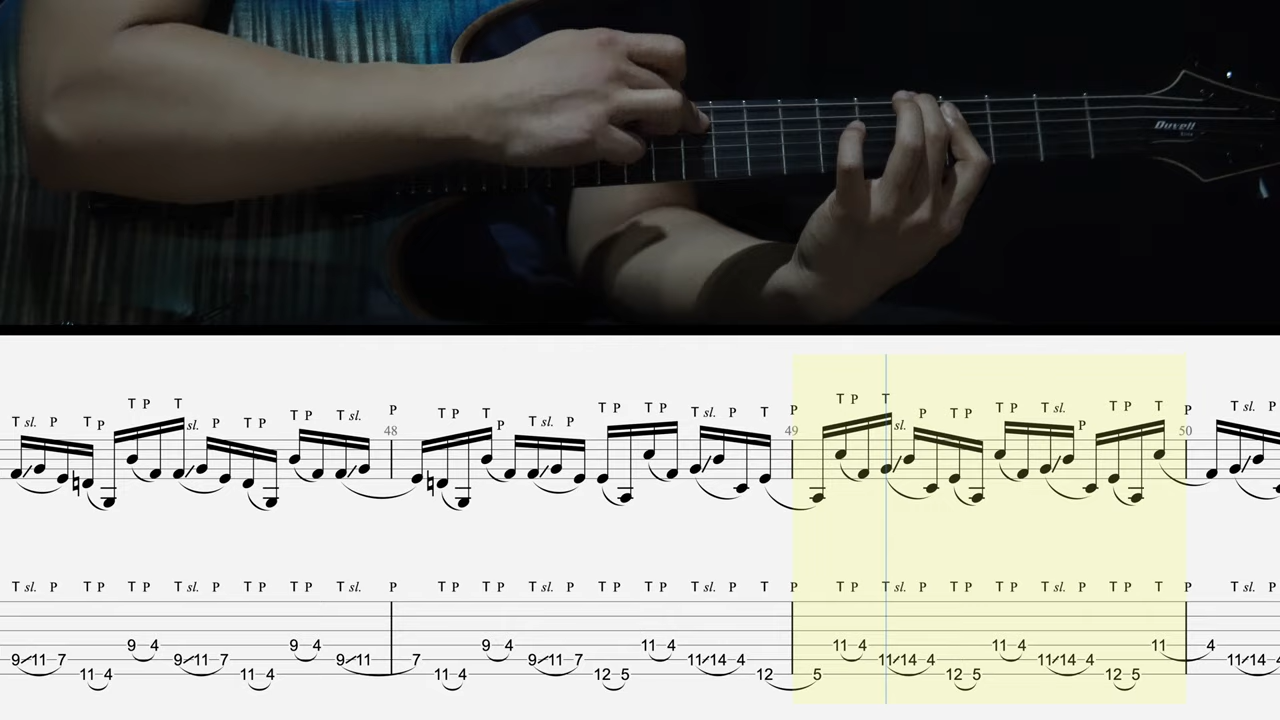 Duvell
T P T
T P T P
T P T P
T P T P T
T sl. P T P sl. P T P T P T sl. P T P T P T sl. P T P T P T sl. P T P T sl. P T P T P T sl. P T P T P T sl. P
48 49 50
T sl. P T P T P T sl. P T P T P T sl. P T P T P T sl. P T P T P T sl. P T P T P T sl. P T P T P T sl. P T P T P T sl. P
9 4 9 4 9 4 11 4 11 4 11 4 11 4
9 11 7 9 11 7 9 11 7 9 11 7 11 14 4 11 14 4 11 14 4 11 14 4
11 4 11 4 11 4 12 5 12 5 12 5 12 5